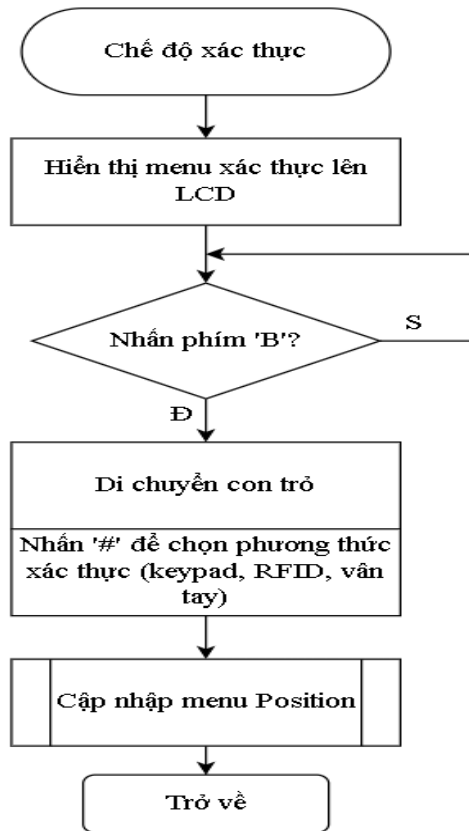 Chế độ xác thực
Hiển thị menu xác thực lên
LCD
Nhấn phím 'B'?
S
Đ
Di chuyển con trỏ
Nhấn '#' để chọn phương thức
xác thực (keypad, RFID, vân
tay)
Cập nhập menu Position
Trở về